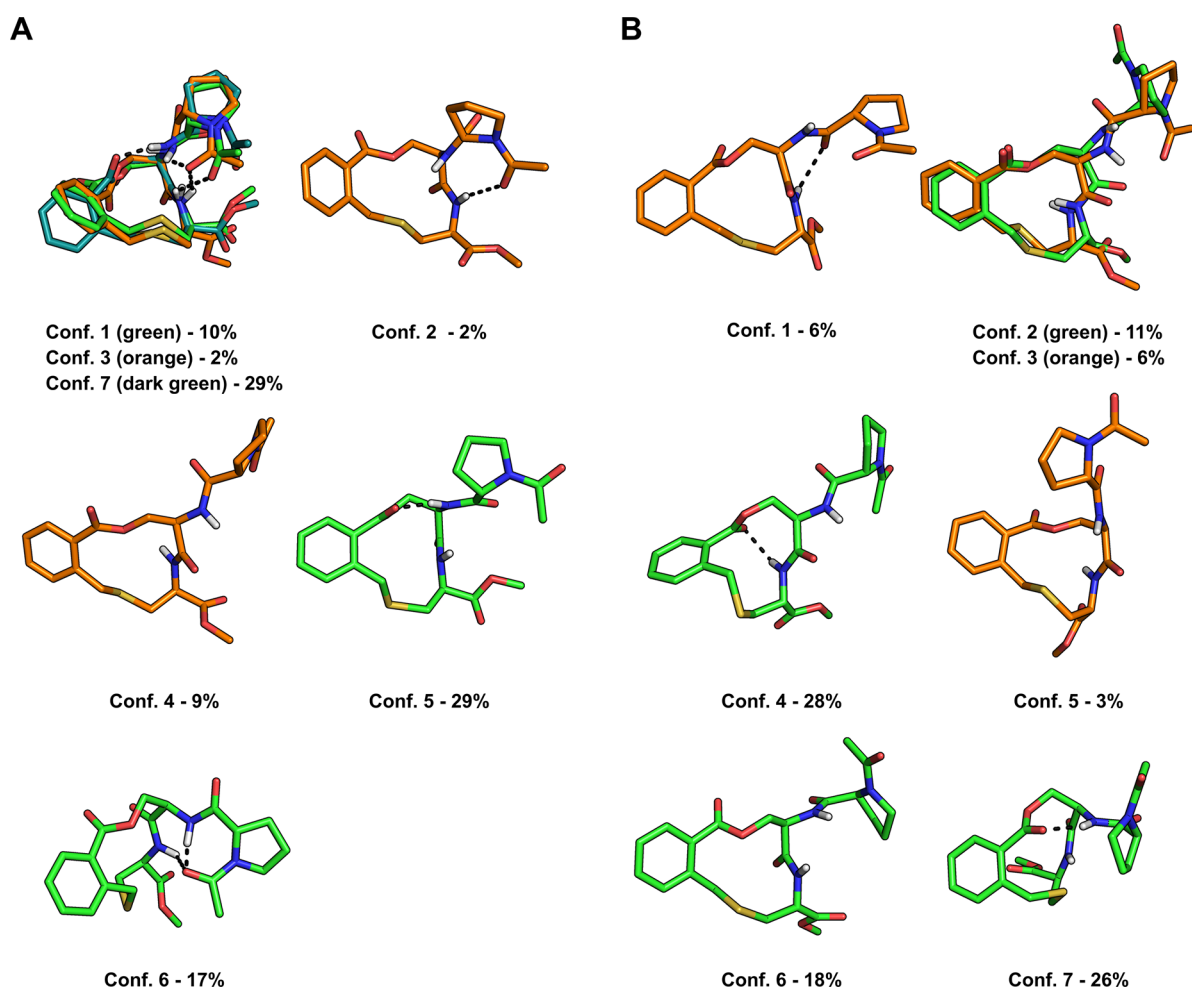 A
B
Conf. 1 (green) - 10%
Conf. 3 (orange) - 2%
Conf. 7 (dark green) - 29%
Conf. 2 - 2%
Conf. 1 - 6%
Conf. 2 (green) - 11%
Conf. 3 (orange) - 6%
Conf. 4 - 9%
Conf. 5 - 29%
Conf. 4 - 28%
Conf. 5 - 3%
Conf. 6 - 17%
Conf. 6 - 18%
Conf. 7 - 26%